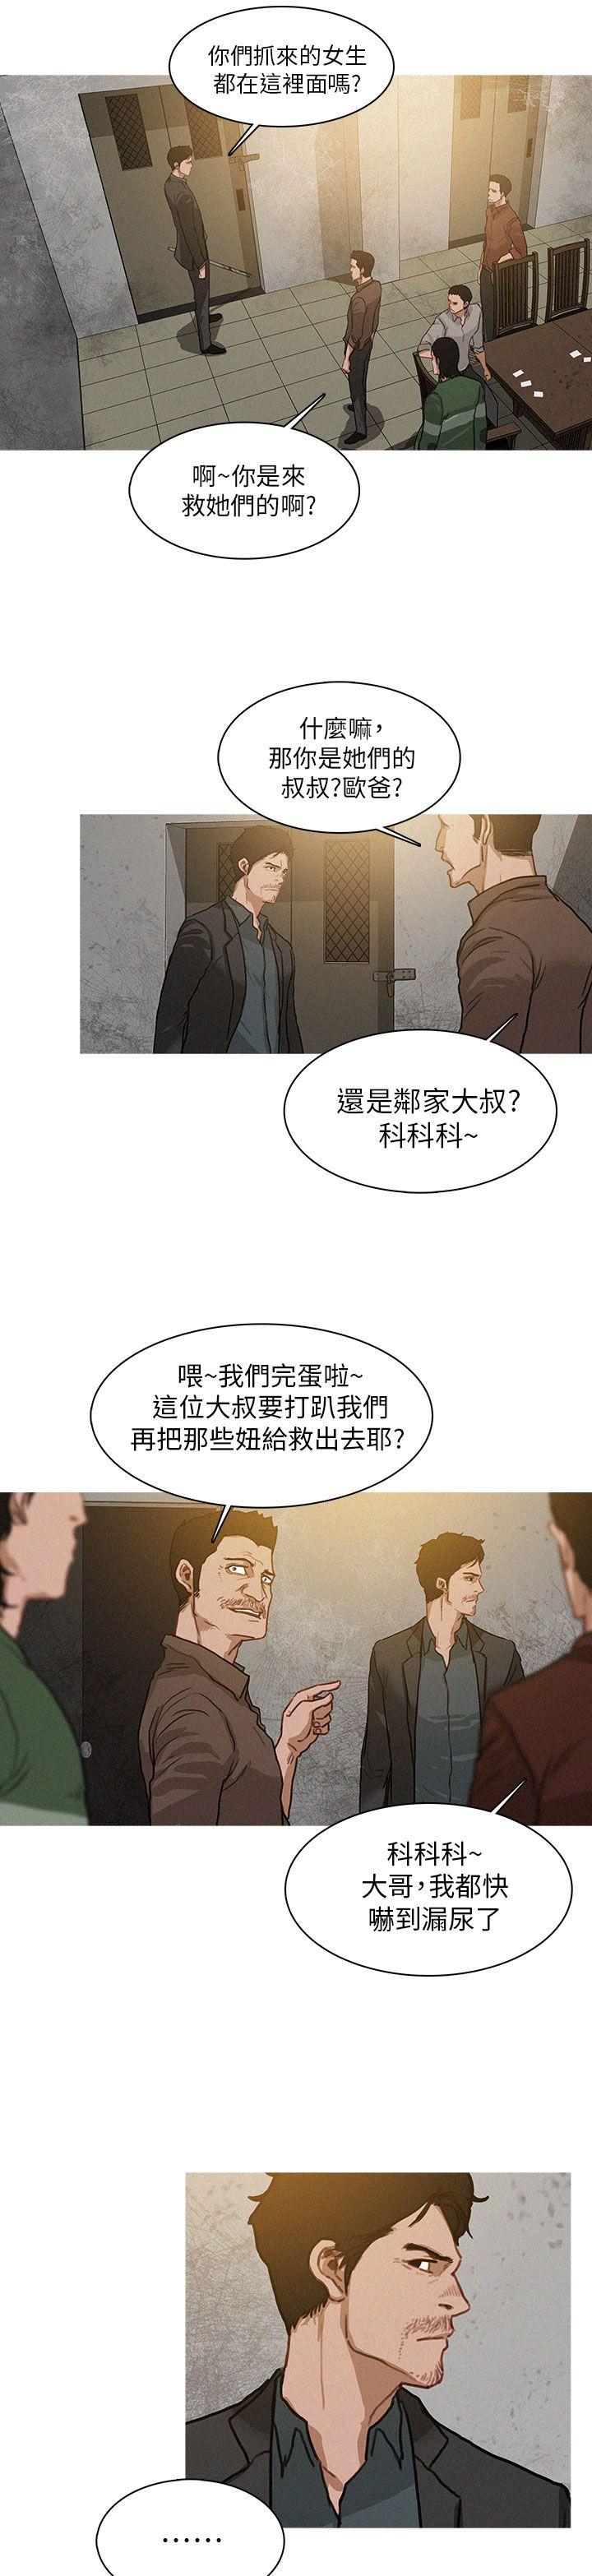 你們抓來的女生
都在這裡面嗎?
啊~你是來
救她們的啊?
什麼嘛，
那你是她們的
叔叔?歐爸?
還是鄰家大叔?
科科科~
喂~我們完蛋啦~
這位大叔要打趴我們
再把那些妞給救出去耶?
科科科~
大哥，我都快
嚇到漏尿了
……